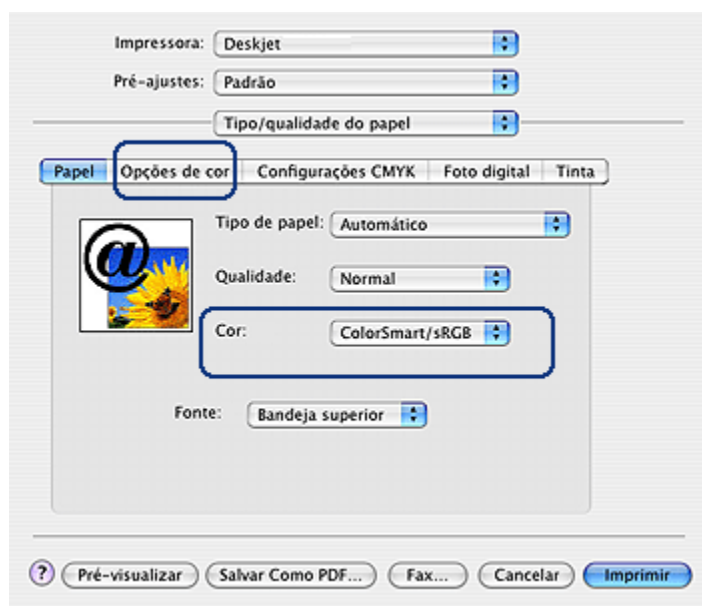 Impressora: Deskjet
Pré-ajustes: Padrão
Tipo/qualidade do papel
Papel Opções de cor Configurações CMYK Foto digital Tinta
Tipo de papel: Automático
@
Qualidade: Normal
Cor: ColorSmart/sRGB
Fonte: Bandeja superior
? Pré-visualizar Salvar Como PDF... Fax... Cancelar Imprimir